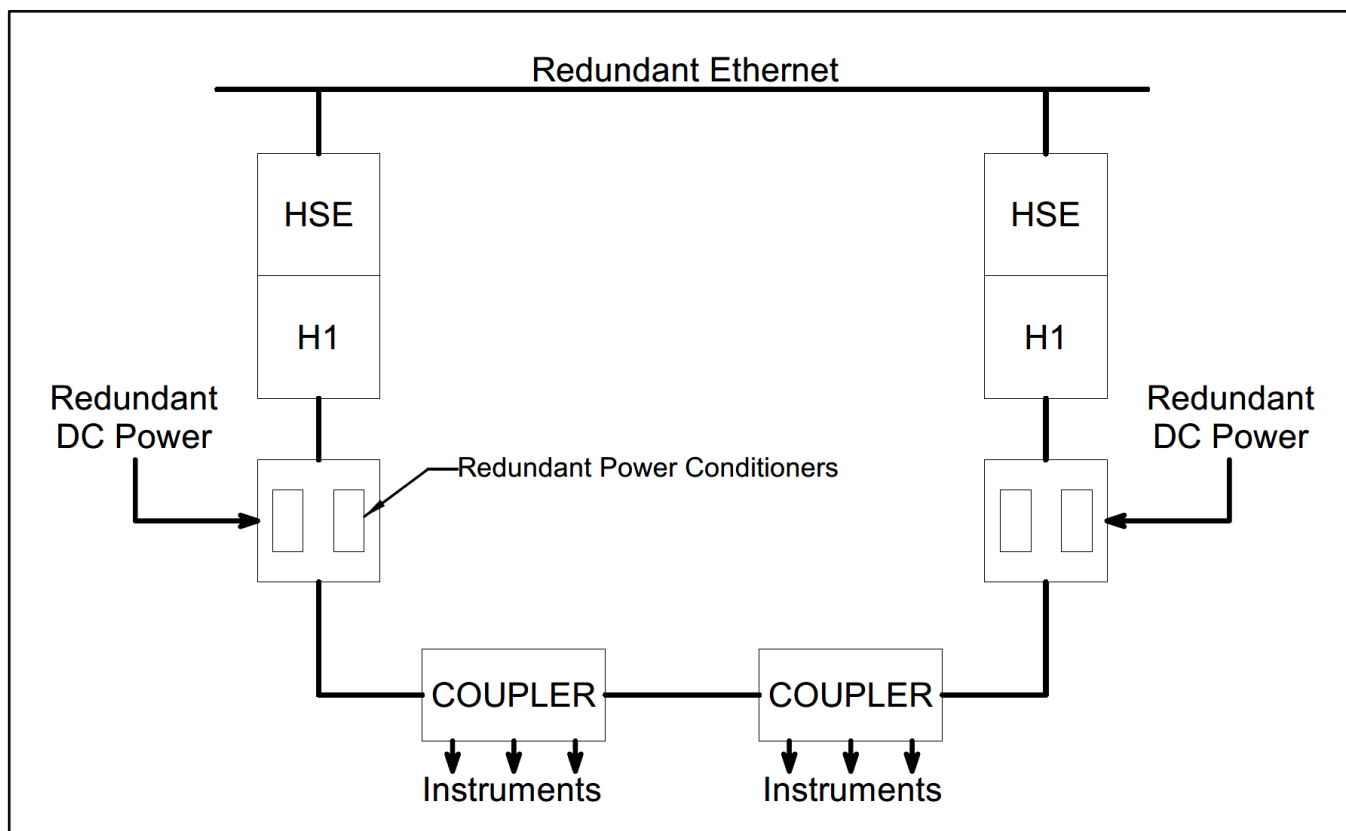 Redundant Ethernet
HSE
HSE
H1
H1
Redundant
DC Power
Redundant
DC Power
Redundant Power Conditioners
COUPLER
COUPLER
Instruments
Instruments